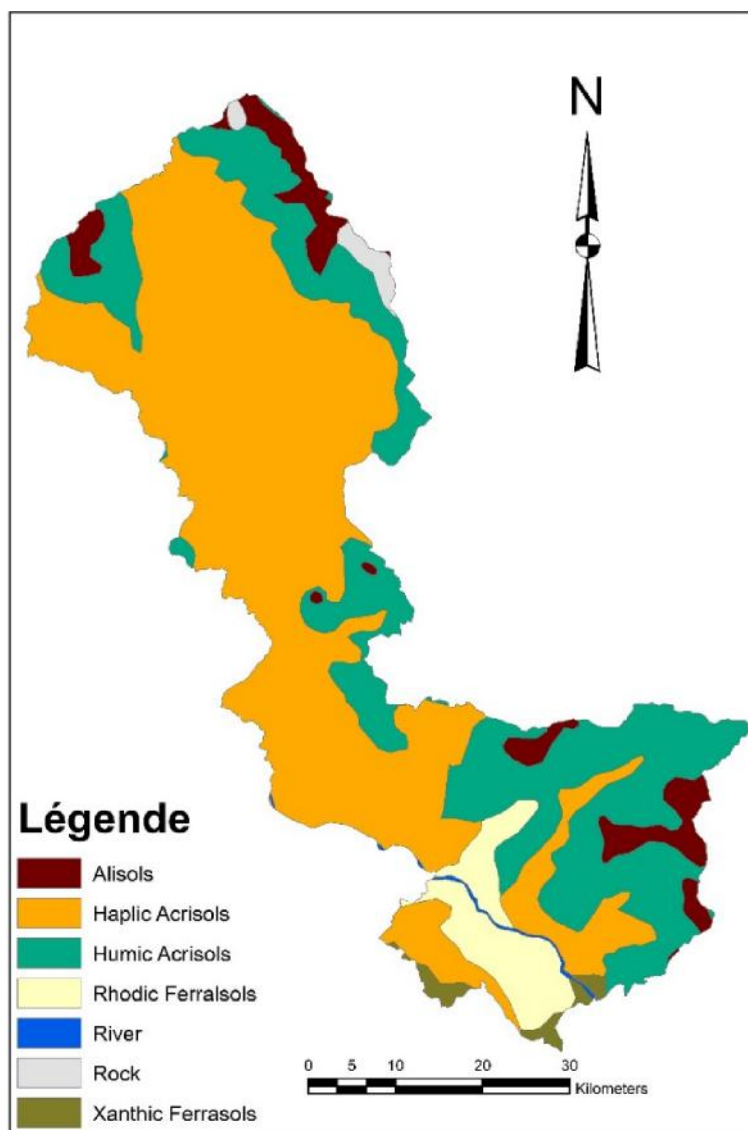 N
Légende
Alisols
Haplic Acrisols
Humic Acrisols
Rhodic Ferralsols
River
Rock
Xanthic Ferrasols
0 5 10 20 30
Kilometers